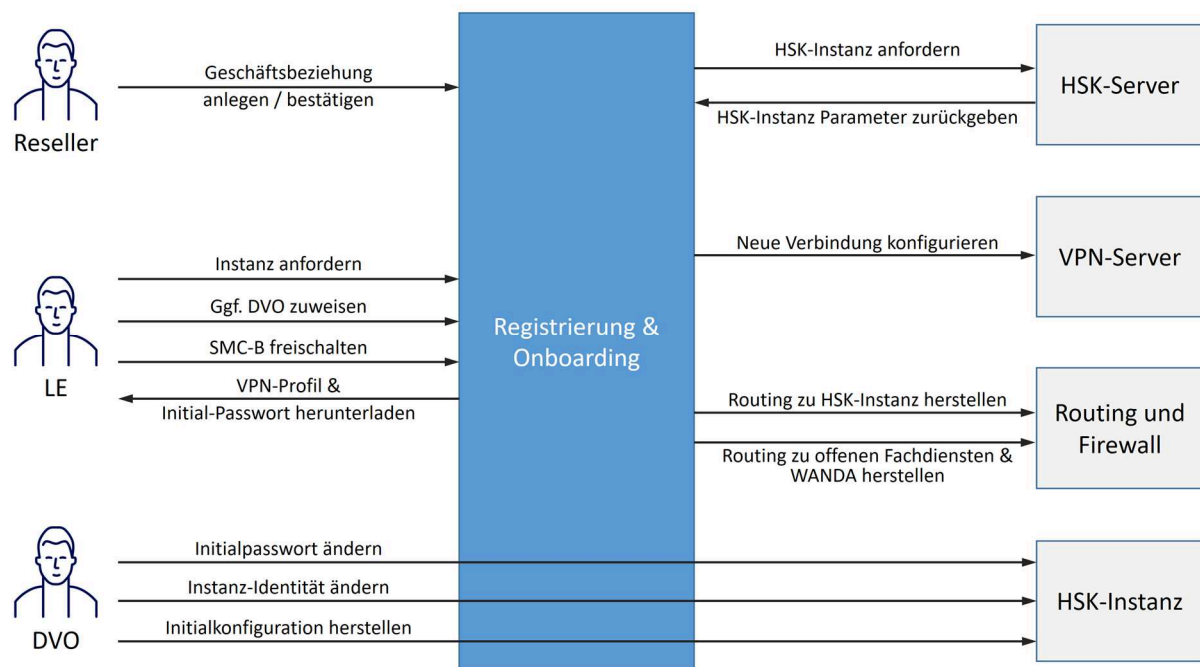 Reseller
Geschäftsbeziehung
anlegen / bestätigen
HSK-Instanz anfordern
HSK-Instanz Parameter zurückgeben
HSK-Server
Neue Verbindung konfigurieren
VPN-Server
LE
Instanz anfordern
Ggf. DVO zuweisen
SMC-B freischalten
VPN-Profil &
Initial-Passwort herunterladen
Registrierung &
Onboarding
Routing zu HSK-Instanz herstellen
Routing zu offenen Fachdiensten &
WANDA herstellen
Routing und
Firewall
DVO
Initialpasswort ändern
Instanz-Identität ändern
Initialkonfiguration herstellen
HSK-Instanz